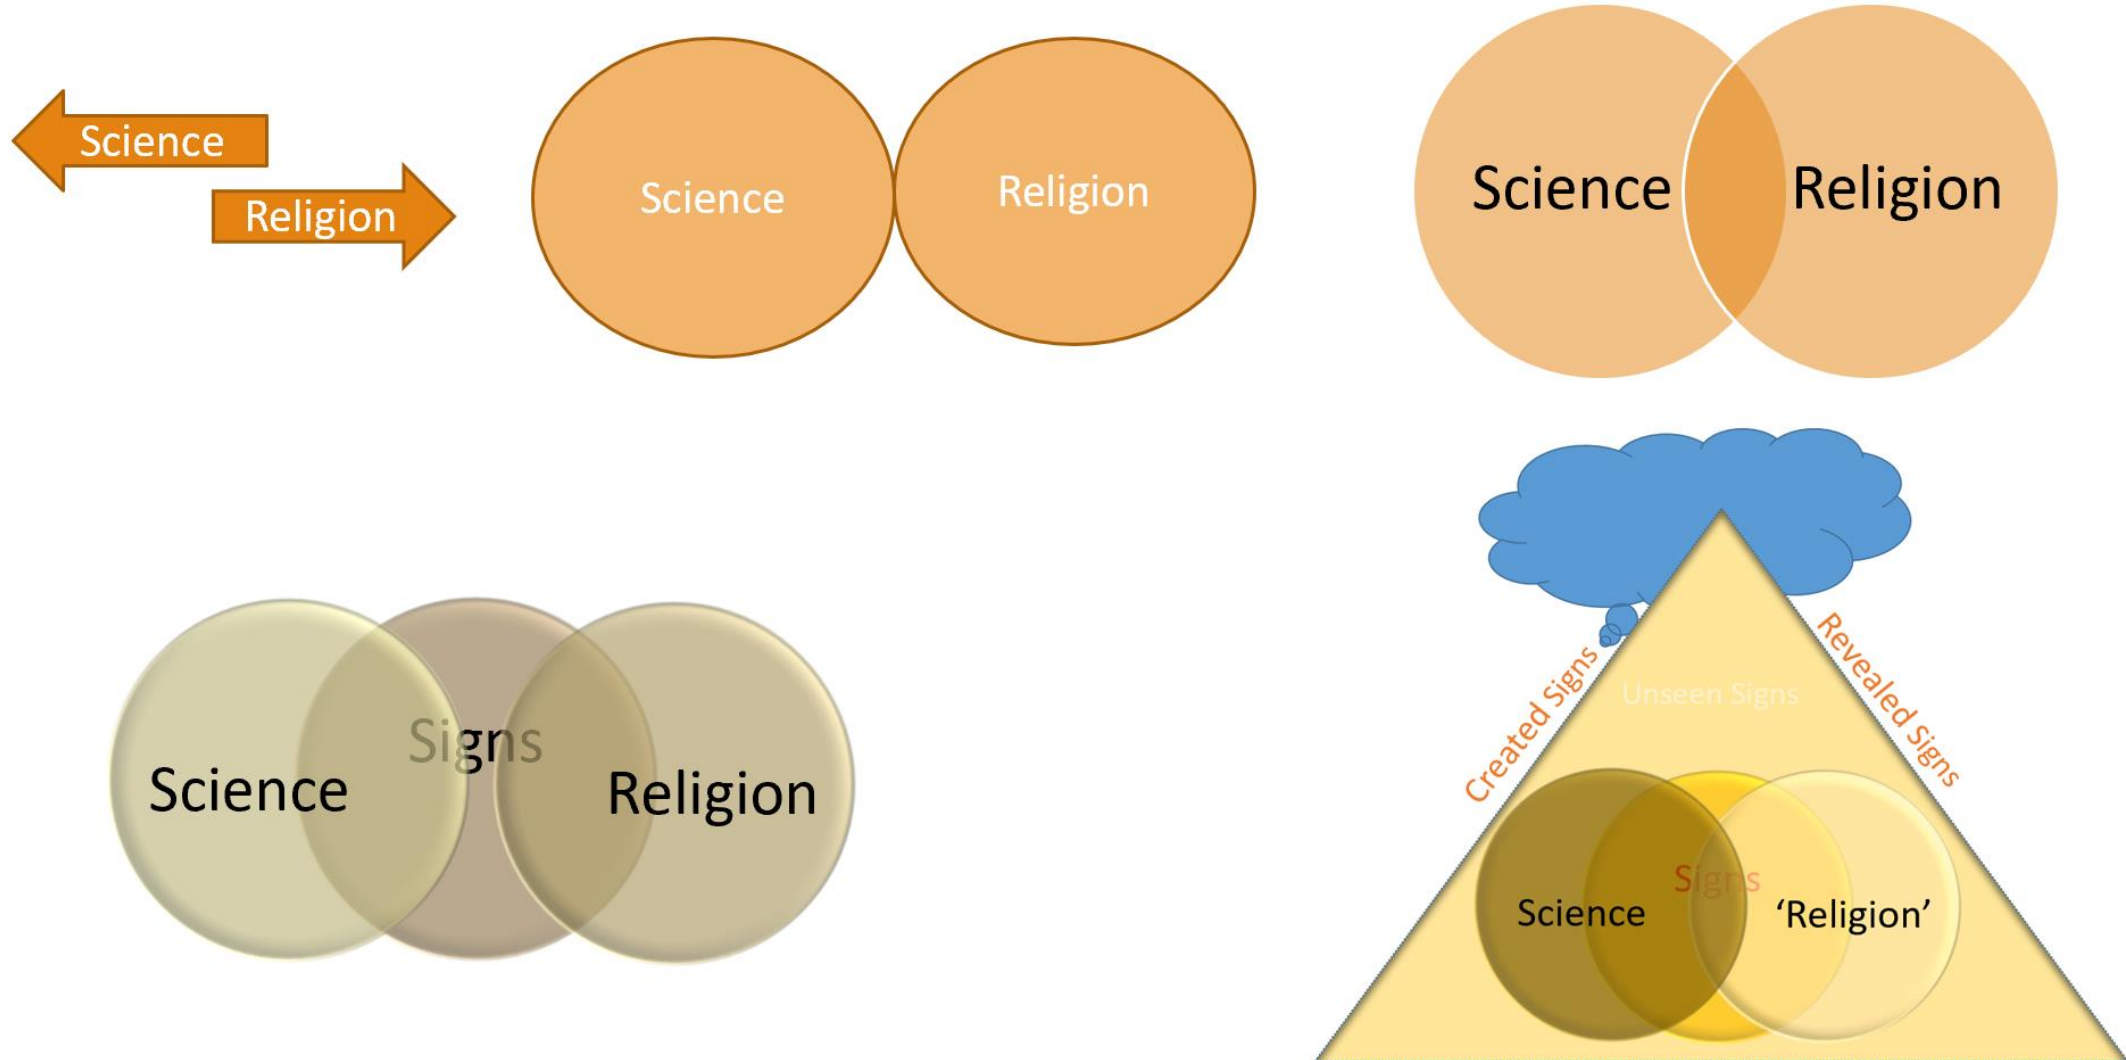 Science
Religion
Science
Religion
Science
Religion
Science
Signs
Religion
Created Signs
Revealed Signs
Unseen Signs
Signs
Science
‘Religion’